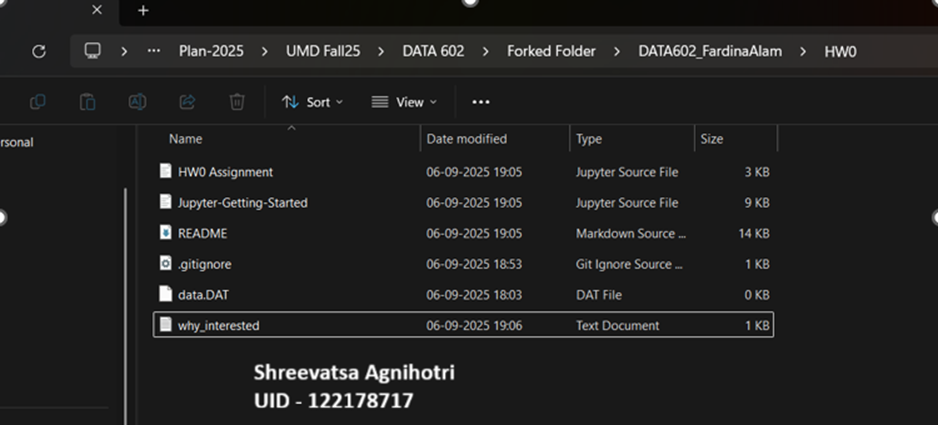 Plan-2025 > UMD Fall25 > DATA 602 > Forked Folder > DATA602_FardinaAlam > HW0
Sort View
rsonal
Name Date modified Type Size
HW0 Assignment 06-09-2025 19:05 Jupyter Source File 3 KB
Jupyter-Getting-Started 06-09-2025 19:05 Jupyter Source File 9 KB
README 06-09-2025 19:05 Markdown Source ... 14 KB
.gitignore 06-09-2025 18:53 Git Ignore Source ... 1 KB
data.DAT 06-09-2025 18:03 DAT File 0 KB
why_interested 06-09-2025 19:06 Text Document 1 KB
Shreevatsa Agnihotri
UID - 122178717